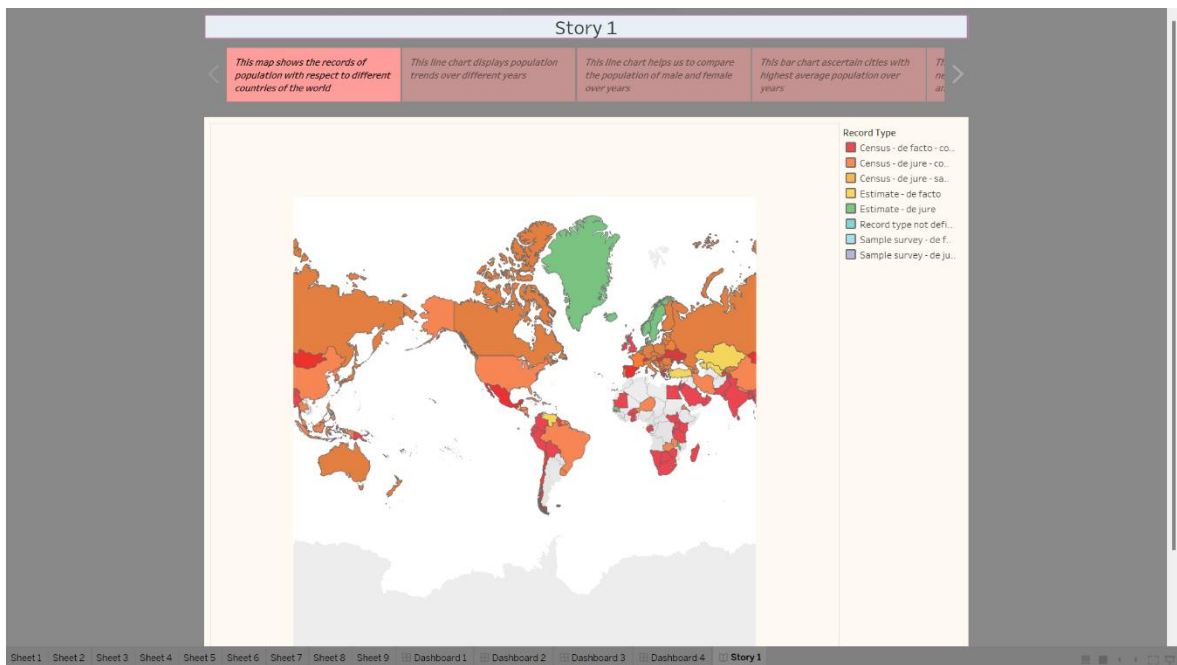 Story 1
This map shows the records of
population with respect to different
countries of the world
This line chart displays population
trends over different years
This line chart helps us to compare
the population of male and female
over years
This bar chart ascertain cities with
highest average population over
years
Record Type
Census - de facto - co...
Census - de jure - co...
Census - de jure - sa...
Estimate - de facto
Estimate - de jure
Record type not defi...
Sample survey - de f...
Sample survey - de ju...
Sheet 1 Sheet 2 Sheet 3 Sheet 4 Sheet 5 Sheet 6 Sheet 7 Sheet 8 Sheet 9 Dashboard 1 Dashboard 2 Dashboard 3 Dashboard 4 Story 1